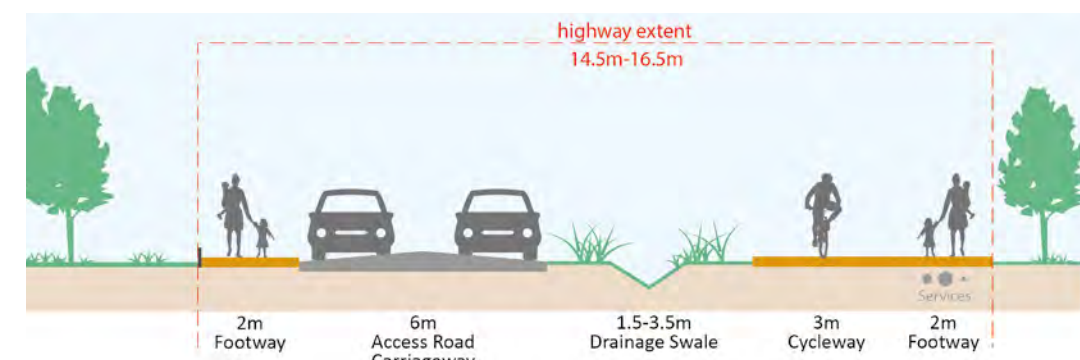 highway extent
14.5m-16.5m
Services
2m
Footway
6m
Access Road
Carriageway
1.5-3.5m
Drainage Swale
3m
Cycleway
2m
Footway